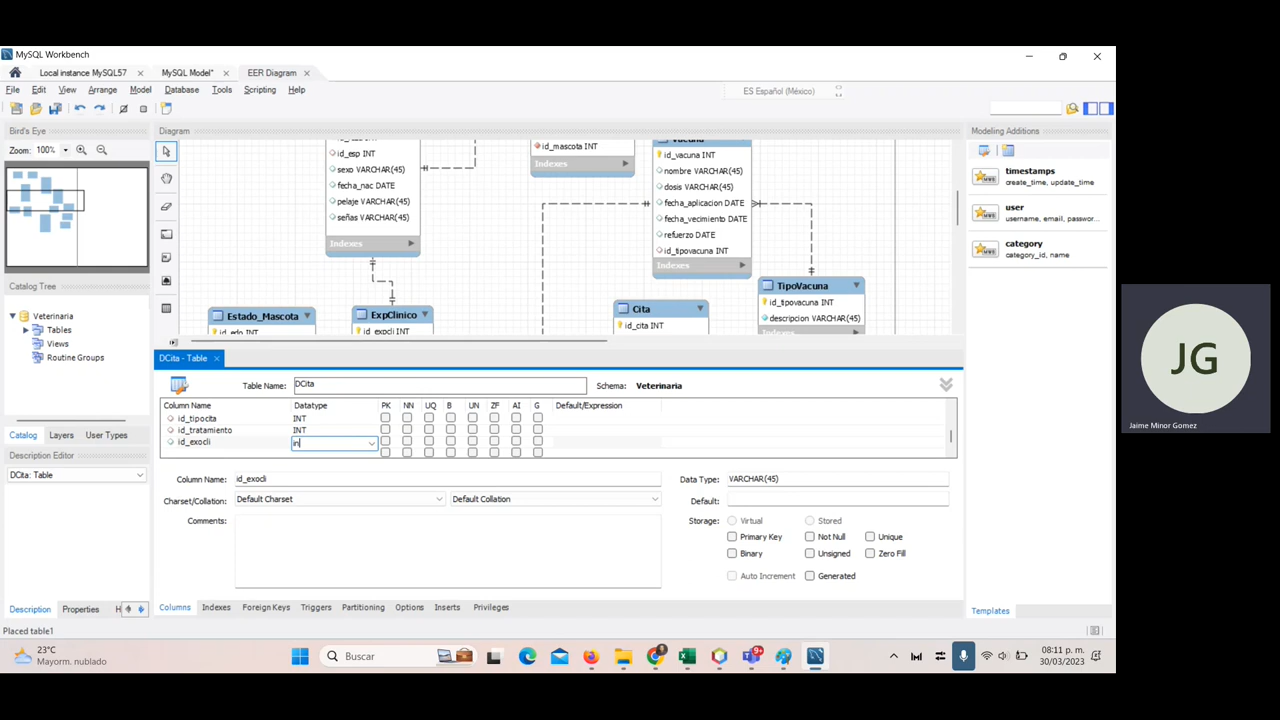 MySQL Workbench
Local instance MySQL57
MySQL Model*
EER Diagram
File Edit View Arrange Model Database Tools Scripting Help
ES Español (México)
Bird's Eye
Zoom: 100%
Diagram
Modeling Additions
timestamps
create_time, update_time
user
username, email, passwor...
category
category_id, name
id_esp INT
sexo VARCHAR(45)
fecha_nac DATE
pelaje VARCHAR(45)
señas VARCHAR(45)
Indexes
id_mascota INT
Indexes
Vacuna
id_vacuna INT
nombre VARCHAR(45)
dosis VARCHAR(45)
fecha_aplicacion DATE
fecha_vecimiento DATE
refuerzo DATE
id_tipovacuna INT
Indexes
TipoVacuna
id_tipovacuna INT
descripcion VARCHAR(45)
Indexes
Estado_Mascota
id_edo INT
ExpClinico
id_expcli INT
Cita
id_cita INT
Catalog Tree
Veterinaria
Tables
Views
Routine Groups
Catalog Layers User Types
Description Editor
DCita: Table
Description Properties H
DCita - Table
Table Name: DCita
Schema: Veterinaria
Column Name Datatype PK NN UQ B UN ZF AI G Default/Expression
id_tipocita INT
id_tratamiento INT
id_exocli in
Column Name: id_exocli
Data Type: VARCHAR(45)
Charset/Collation: Default Charset Default Collation
Default:
Comments:
Storage: Virtual Stored
Primary Key Not Null Unique
Binary Unsigned Zero Fill
Auto Increment Generated
Columns Indexes Foreign Keys Triggers Partitioning Options Inserts Privileges
Templates
Placed table1
23°C
Mayorm. nublado
Buscar
9+
08:11 p. m.
30/03/2023
JG
Jaime Minor Gomez